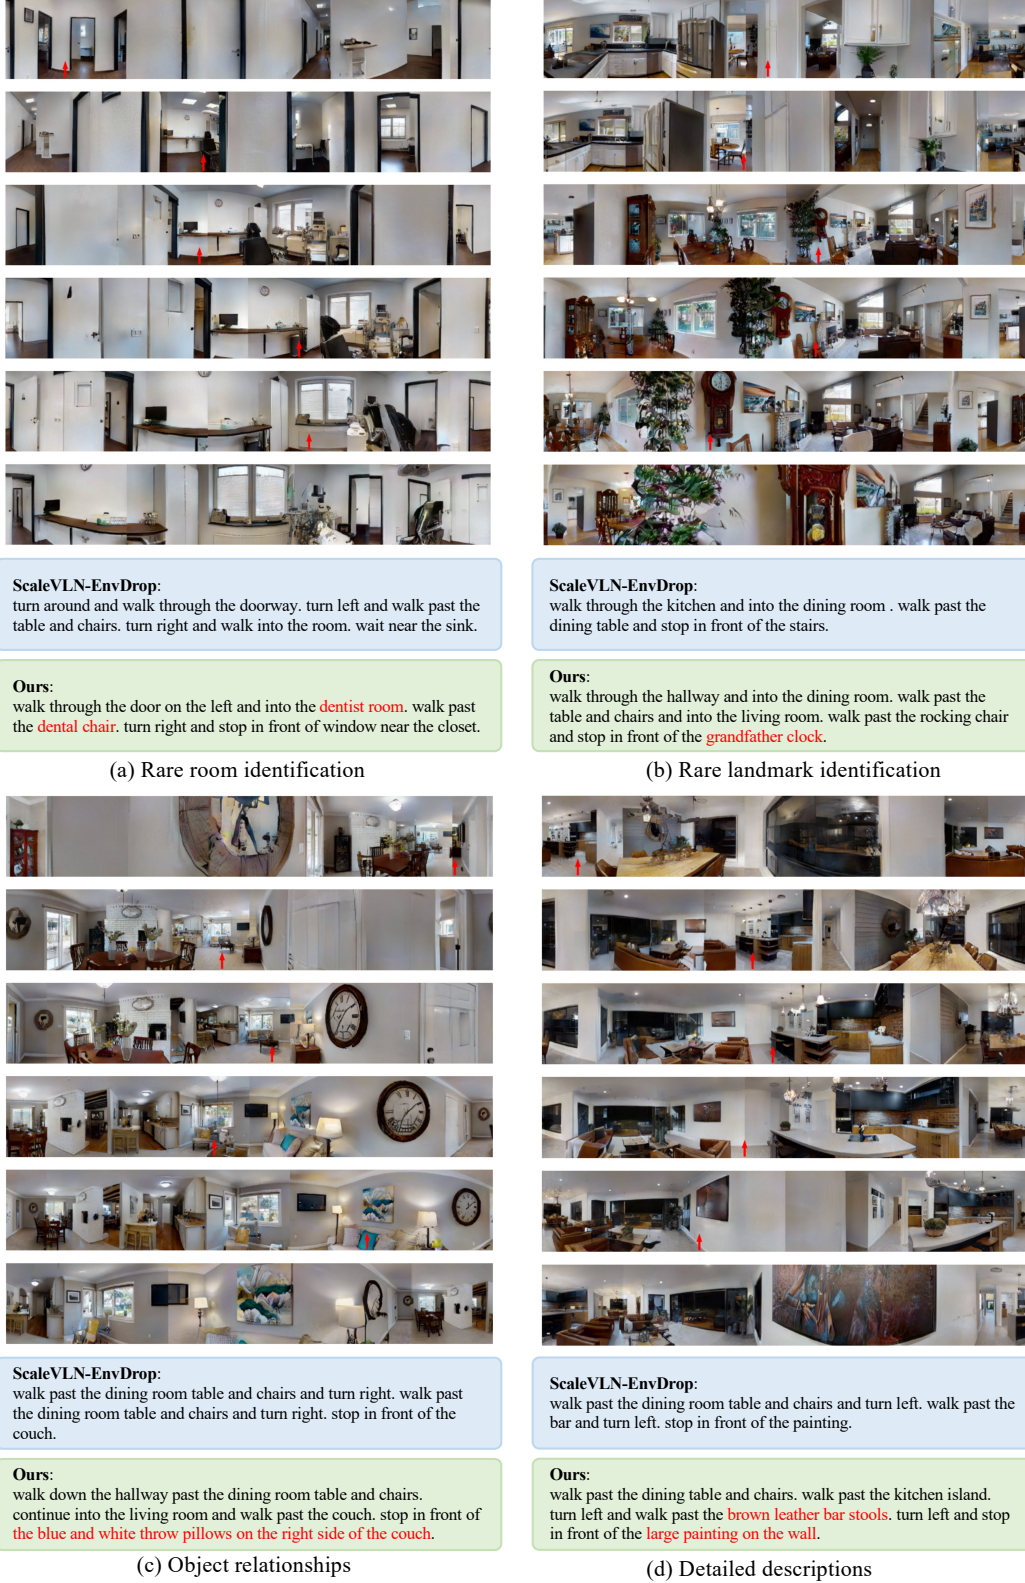 ScaleVLN-EnvDrop:
turn around and walk through the doorway. turn left and walk past the
table and chairs. turn right and walk into the room. wait near the sink.
Ours:
walk through the door on the left and into the dentist room. walk past
the dental chair. turn right and stop in front of window near the closet.
(a) Rare room identification
ScaleVLN-EnvDrop:
walk through the kitchen and into the dining room . walk past the
dining table and stop in front of the stairs.
Ours:
walk through the hallway and into the dining room. walk past the
table and chairs and into the living room. walk past the rocking chair
and stop in front of the grandfather clock.
(b) Rare landmark identification
ScaleVLN-EnvDrop:
walk past the dining room table and chairs and turn right. walk past
the dining room table and chairs and turn right. stop in front of the
couch.
Ours:
walk down the hallway past the dining room table and chairs.
continue into the living room and walk past the couch. stop in front of
the blue and white throw pillows on the right side of the couch.
(c) Object relationships
ScaleVLN-EnvDrop:
walk past the dining room table and chairs and turn left. walk past the
bar and turn left. stop in front of the painting.
Ours:
walk past the dining table and chairs. walk past the kitchen island.
turn left and walk past the brown leather bar stools. turn left and stop
in front of the large painting on the wall.
(d) Detailed descriptions